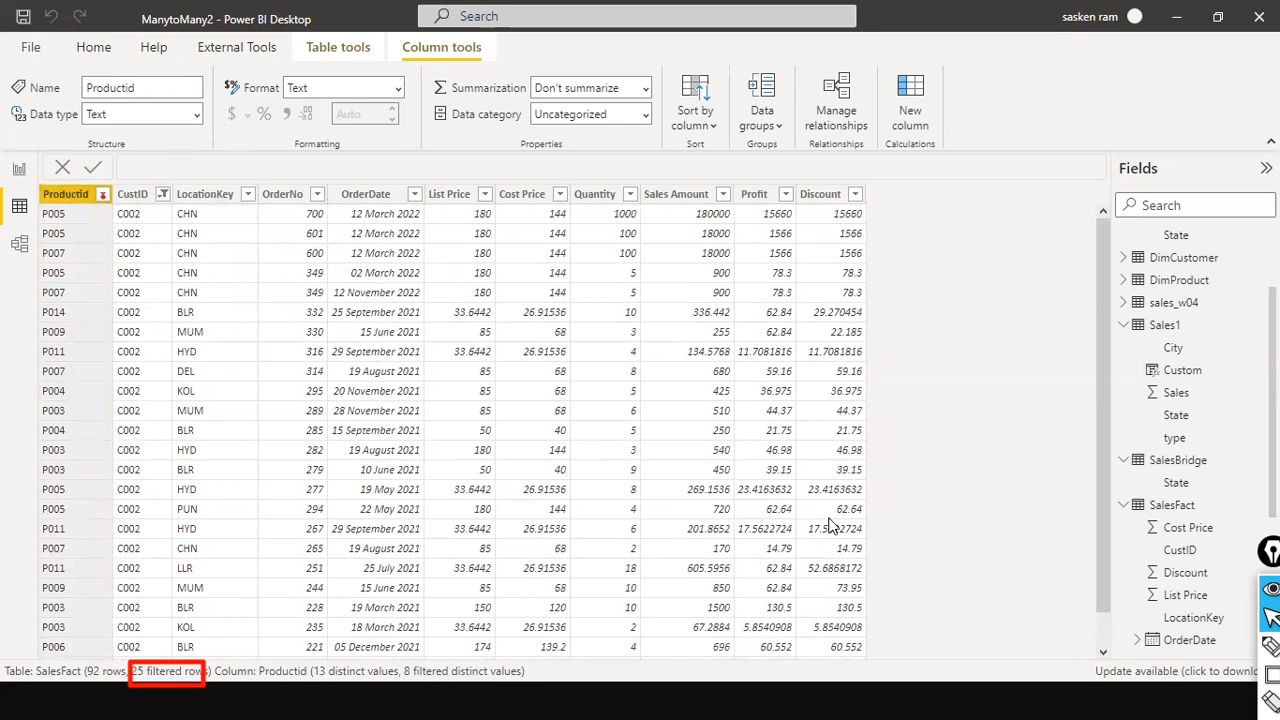 ManytoMany2 - Power BI Desktop
Search
sasken ram
File
Home
Help
External Tools
Table tools
Column tools
Name
Productid
Format
Text
Summarization
Don't summarize
Data type
Text
$ % Auto
Data category
Uncategorized
Sort by column
Data groups
Manage relationships
New column
Structure
Formatting
Properties
Sort
Groups
Relationships
Calculations
Productid CustID LocationKey OrderNo OrderDate List Price Cost Price Quantity Sales Amount Profit Discount
P005 C002 CHN 700 12 March 2022 180 144 1000 180000 15660 15660
P005 C002 CHN 601 12 March 2022 180 144 100 18000 1566 1566
P007 C002 CHN 600 12 March 2022 180 144 100 18000 1566 1566
P005 C002 CHN 349 02 March 2022 180 144 5 900 78.3 78.3
P007 C002 CHN 349 12 November 2022 180 144 5 900 78.3 78.3
P014 C002 BLR 332 25 September 2021 33.6442 26.91536 10 336.442 62.84 29.270454
P009 C002 MUM 330 15 June 2021 85 68 3 255 62.84 22.185
P011 C002 HYD 316 29 September 2021 33.6442 26.91536 4 134.5768 11.7081816 11.7081816
P007 C002 DEL 314 19 August 2021 85 68 8 680 59.16 59.16
P004 C002 KOL 295 20 November 2021 85 68 5 425 36.975 36.975
P003 C002 MUM 289 28 November 2021 85 68 6 510 44.37 44.37
P004 C002 BLR 285 15 September 2021 50 40 5 250 21.75 21.75
P003 C002 HYD 282 19 August 2021 180 144 3 540 46.98 46.98
P003 C002 BLR 279 10 June 2021 50 40 9 450 39.15 39.15
P005 C002 HYD 277 19 May 2021 33.6442 26.91536 8 269.1536 23.4163632 23.4163632
P005 C002 PUN 294 22 May 2021 180 144 4 720 62.64 62.64
P011 C002 HYD 267 29 September 2021 33.6442 26.91536 6 201.8652 17.5622724
P007 C002 CHN 265 19 August 2021 85 68 2 170 14.79 14.79
P011 C002 LLR 251 25 July 2021 33.6442 26.91536 18 605.5956 62.84 52.6868172
P009 C002 MUM 244 15 June 2021 85 68 10 850 62.84 73.95
P003 C002 BLR 228 19 March 2021 150 120 10 1500 130.5 130.5
P003 C002 KOL 235 18 March 2021 33.6442 26.91536 2 67.2884 5.8540908 5.8540908
P006 C002 BLR 221 05 December 2021 174 139.2 4 696 60.552 60.552
Fields
Search
State
DimCustomer
DimProduct
sales_w04
Sales1
City
Custom
Sales
State
type
SalesBridge
State
SalesFact
Cost Price
CustID
Discount
List Price
LocationKey
OrderDate
Table: SalesFact (92 rows, 25 filtered rows) Column: Productid (13 distinct values, 8 filtered distinct values)
Update available (click to downlo